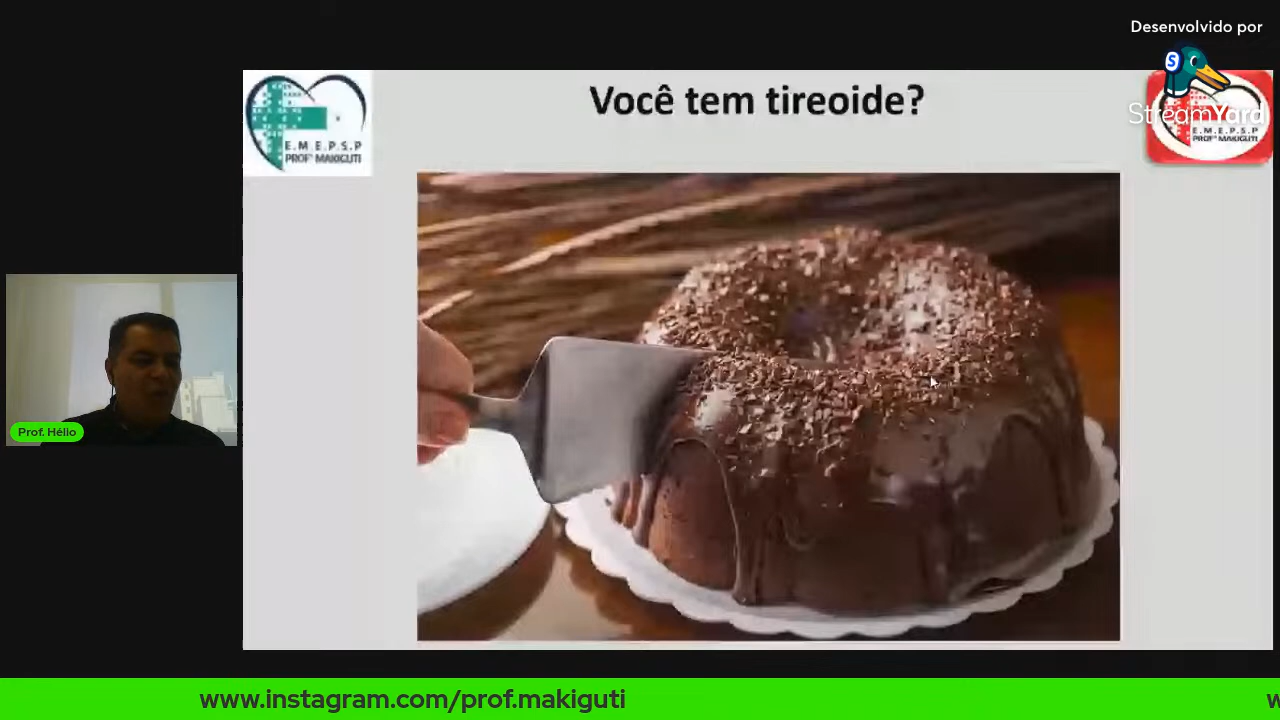 Desenvolvido por
S
StreamYard
Você tem tireoide?
E.M.E.P.S.P
PROFº MAKIGUTI
E.M.E.P.S.P
PROFº MAKIGUTI
Prof. Hélio
www.instagram.com/prof.makiguti
w